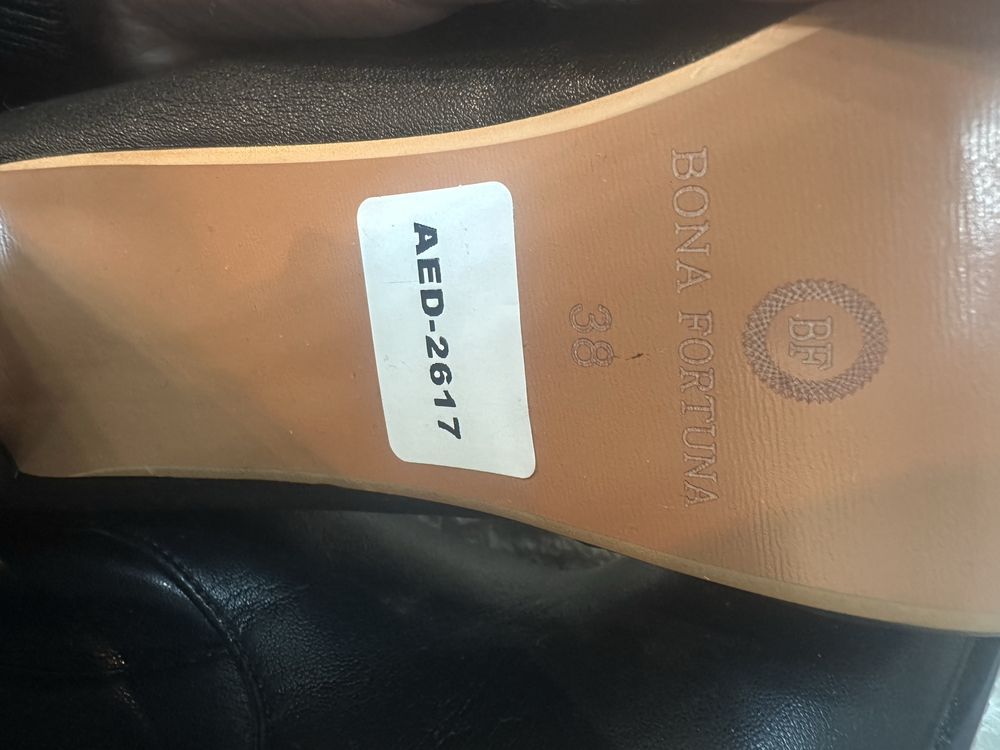 BF
BONA FORTUNA
38
AED-2617